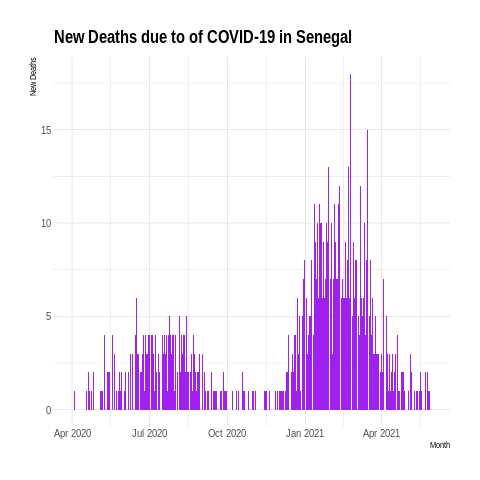 New Deaths due to of COVID-19 in Senegal
New Deaths
15
10
5
0
Apr 2020 Jul 2020 Oct 2020 Jan 2021 Apr 2021
Month